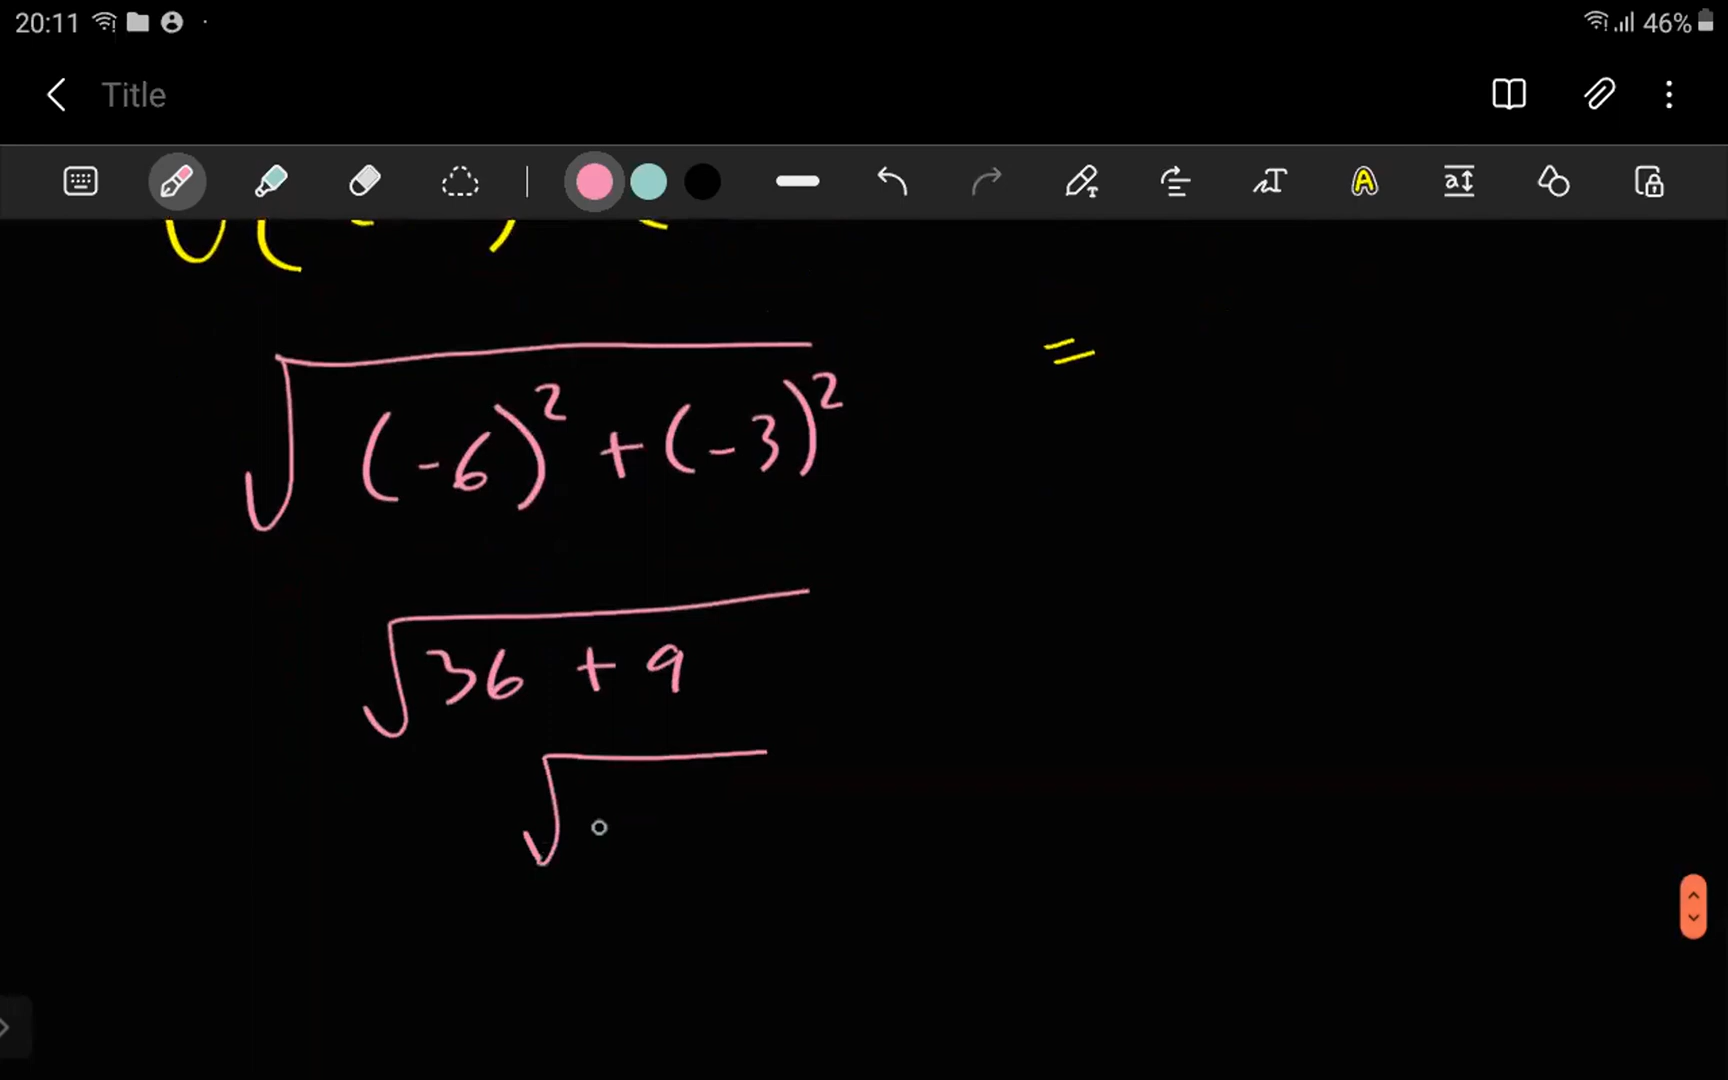 20:11 46%
Title
√(-6)² + (-3)² =
√36 + 9
√